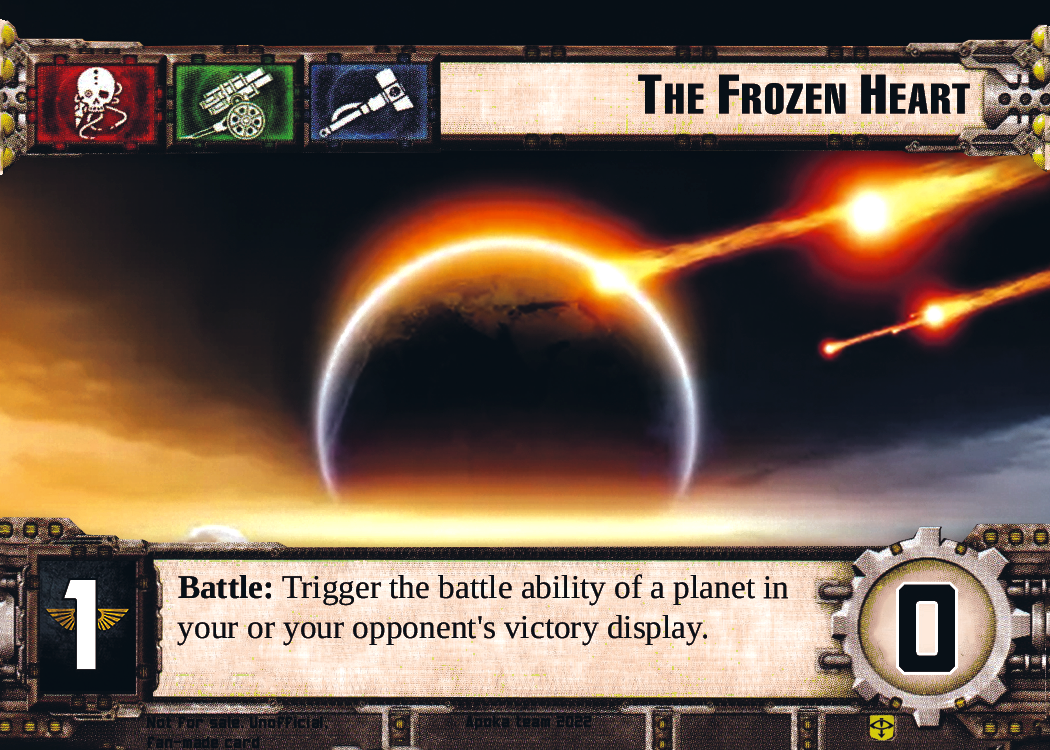 The Frozen Heart
1
Battle: Trigger the battle ability of a planet in
your or your opponent's victory display.
0
Not for sale. Unofficial.
Fan-made card
Apoka team 2022